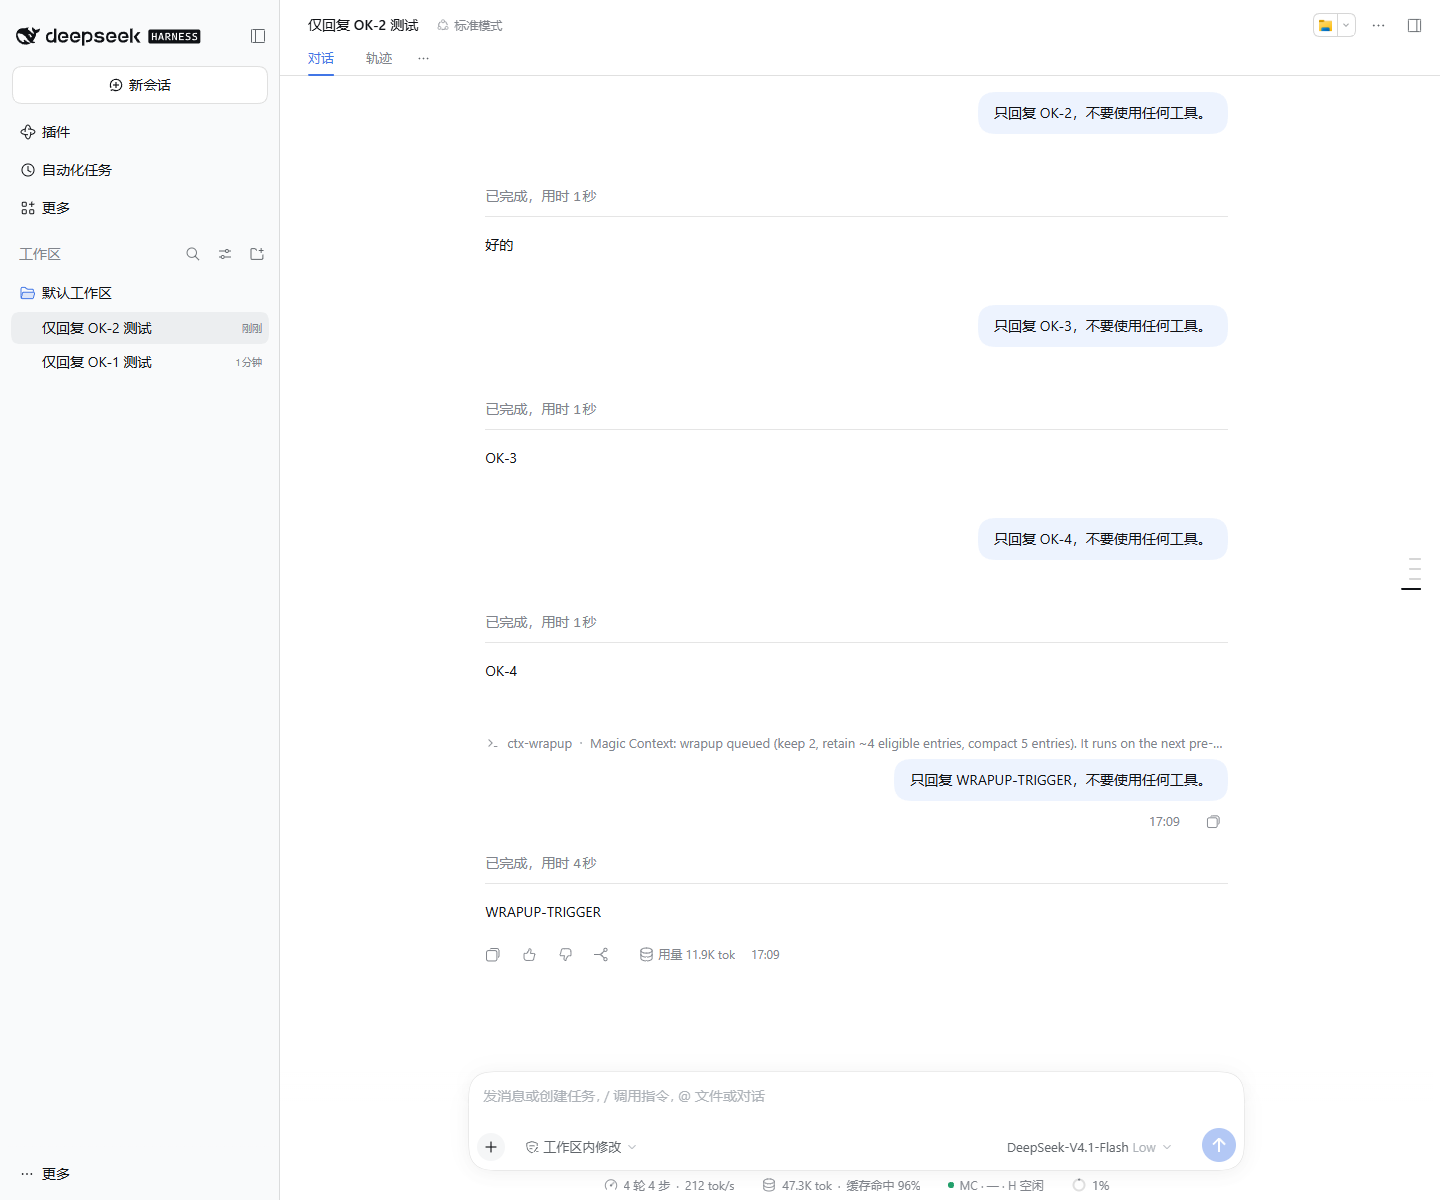 deepseek HARNESS
新会话
插件
自动化任务
更多
工作区
默认工作区
仅回复 OK-2 测试 刚刚
仅回复 OK-1 测试 1分钟
... 更多
仅回复 OK-2 测试 标准模式
对话 轨迹 ...
只回复 OK-2，不要使用任何工具。
已完成，用时 1秒
好的
只回复 OK-3，不要使用任何工具。
已完成，用时 1秒
OK-3
只回复 OK-4，不要使用任何工具。
已完成，用时 1秒
OK-4
ctx-wrapup · Magic Context: wrapup queued (keep 2, retain ~4 eligible entries, compact 5 entries). It runs on the next pre-...
只回复 WRAPUP-TRIGGER，不要使用任何工具。
17:09
已完成，用时 4秒
WRAPUP-TRIGGER
用量 11.9K tok 17:09
发消息或创建任务, / 调用指令, @ 文件或对话
工作区内修改 DeepSeek-V4.1-Flash Low
4 轮 4 步 · 212 tok/s 47.3K tok · 缓存命中 96% MC · — · H 空闲 1%